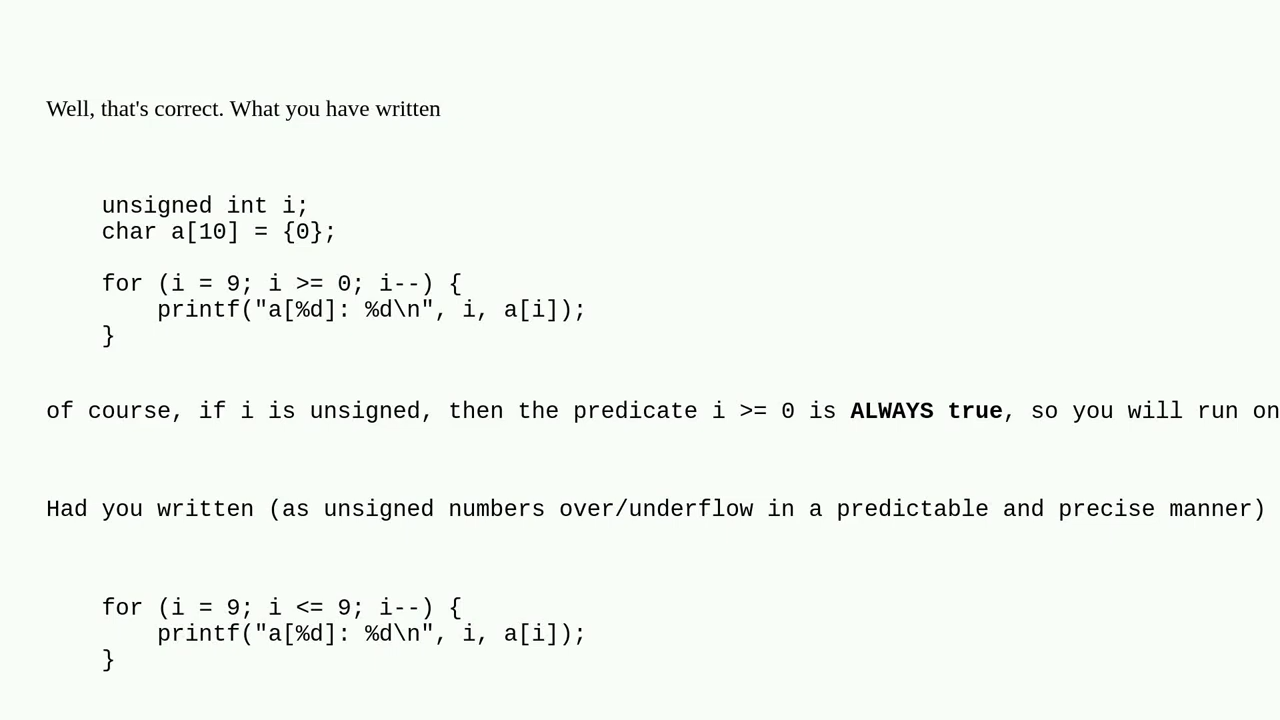 Well, that's correct. What you have written
unsigned int i;
char a[10] = {0};
for (i = 9; i >= 0; i--) {
printf("a[%d]: %d\n", i, a[i]);
}
of course, if i is unsigned, then the predicate i >= 0 is ALWAYS true, so you will run on
Had you written (as unsigned numbers over/underflow in a predictable and precise manner)
for (i = 9; i <= 9; i--) {
printf("a[%d]: %d\n", i, a[i]);
}